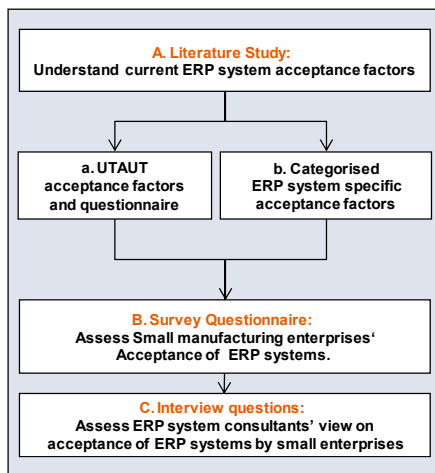 A. Literature Study:
Understand current ERP system acceptance factors
a. UTAUT
acceptance factors
and questionnaire
b. Categorised
ERP system specific
acceptance factors
B. Survey Questionnaire:
Assess Small manufacturing enterprises‘
Acceptance of ERP systems.
C. Interview questions:
Assess ERP system consultants’ view on
acceptance of ERP systems by small enterprises